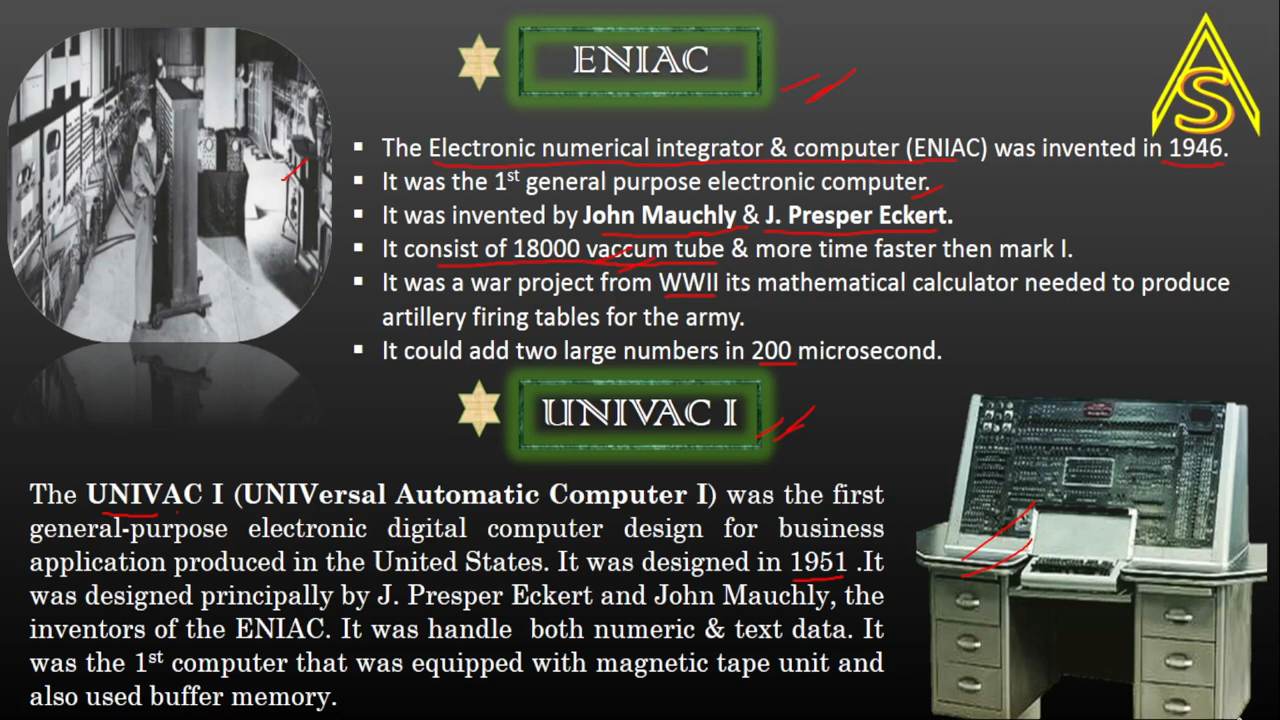 ENIAC
AS
The Electronic numerical integrator & computer (ENIAC) was invented in 1946.
It was the 1st general purpose electronic computer.
It was invented by John Mauchly & J. Presper Eckert.
It consist of 18000 vaccum tube & more time faster then mark I.
It was a war project from WWII its mathematical calculator needed to produce
artillery firing tables for the army.
It could add two large numbers in 200 microsecond.
UNIVAC I
The UNIVAC I (UNIVersal Automatic Computer I) was the first
general-purpose electronic digital computer design for business
application produced in the United States. It was designed in 1951 .It
was designed principally by J. Presper Eckert and John Mauchly, the
inventors of the ENIAC. It was handle both numeric & text data. It
was the 1st computer that was equipped with magnetic tape unit and
also used buffer memory.